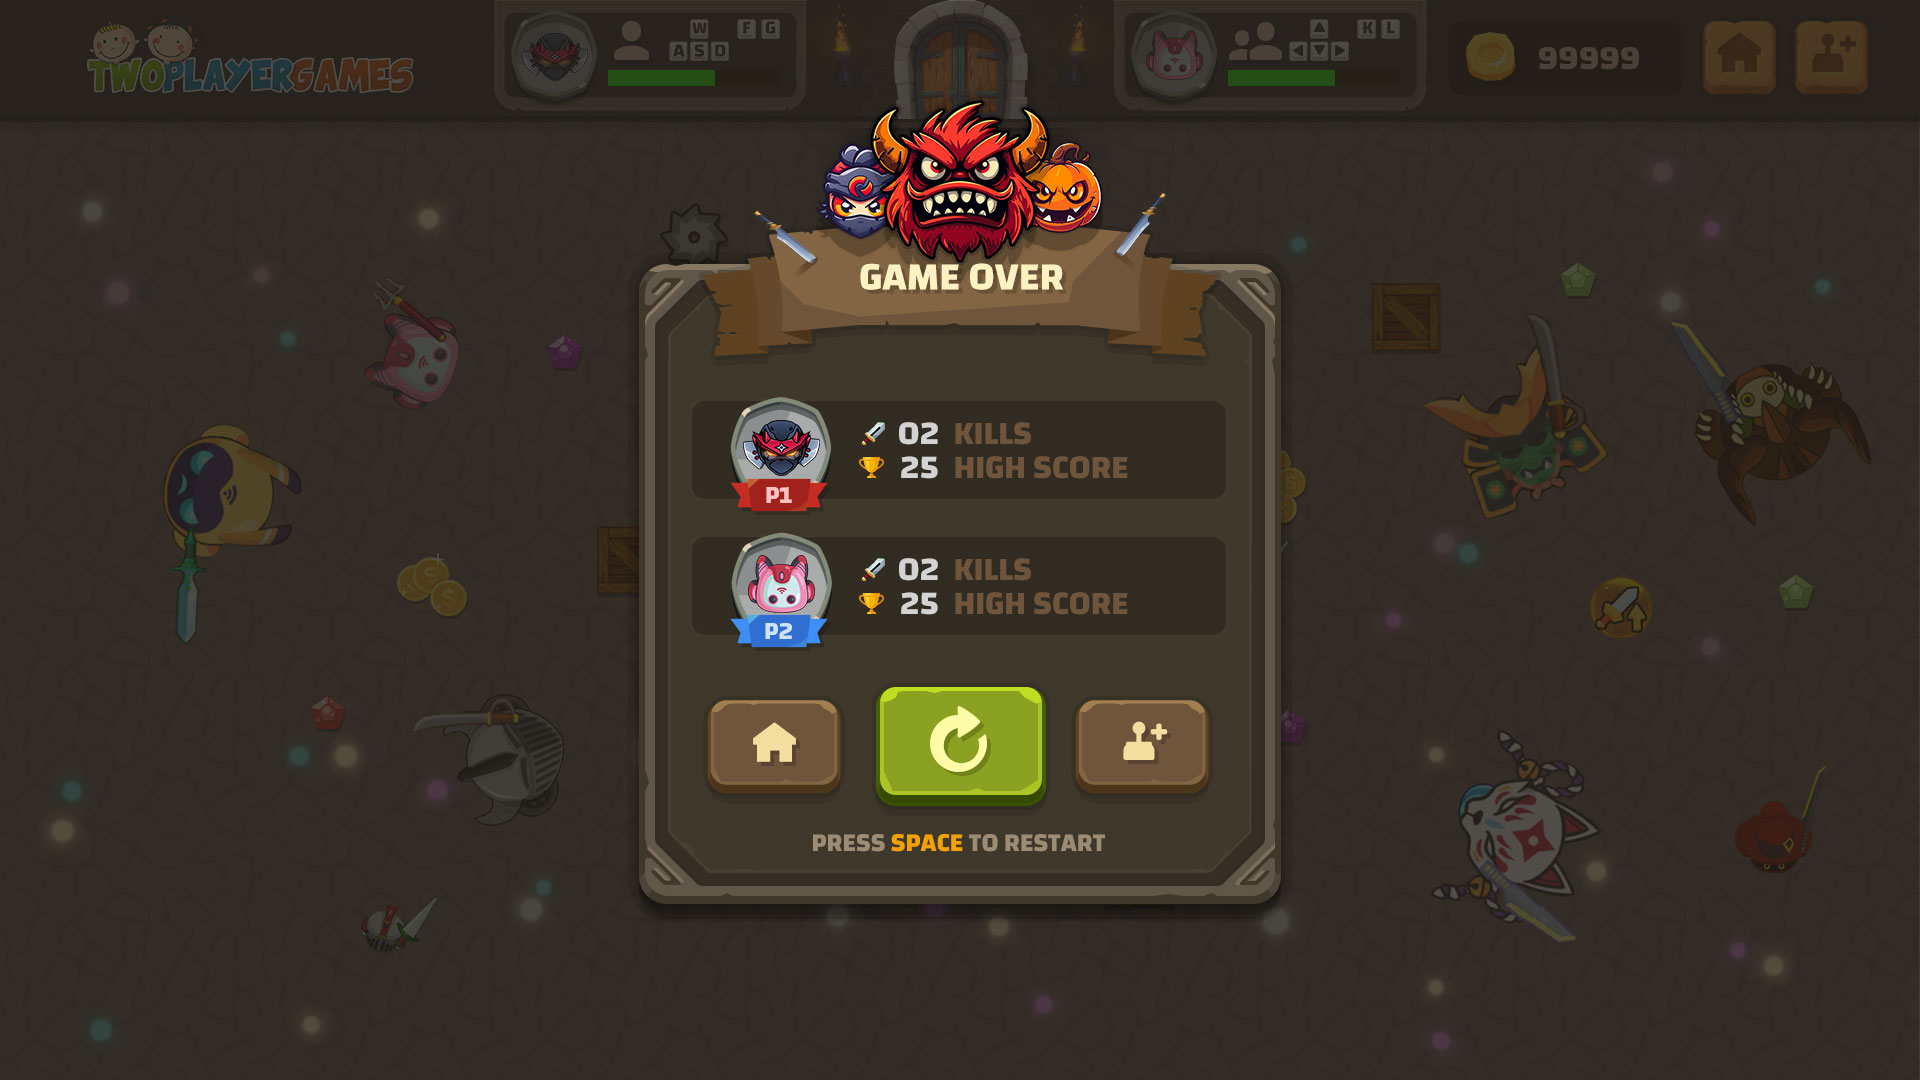 TWOPLAYERGAMES
W F G
A S D
K L
99999
GAME OVER
02 KILLS
25 HIGH SCORE
P1
02 KILLS
25 HIGH SCORE
P2
PRESS SPACE TO RESTART